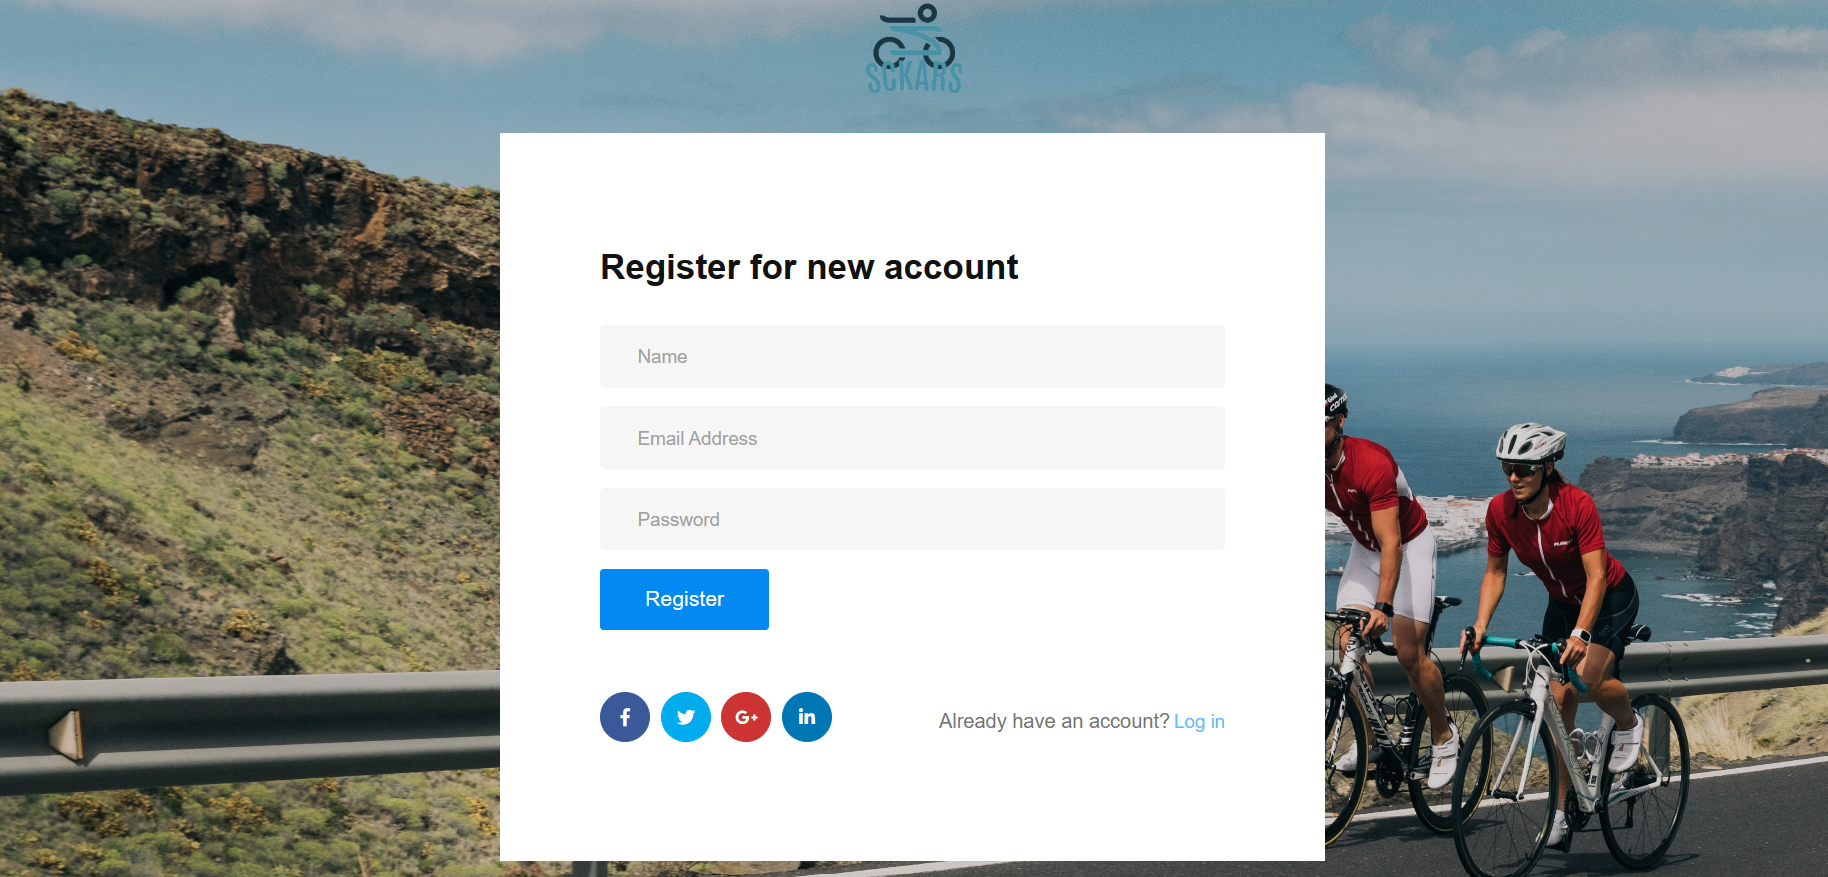 SCKARS
Register for new account
Name
Email Address
Password
Register
f G+ in
Already have an account? Log in